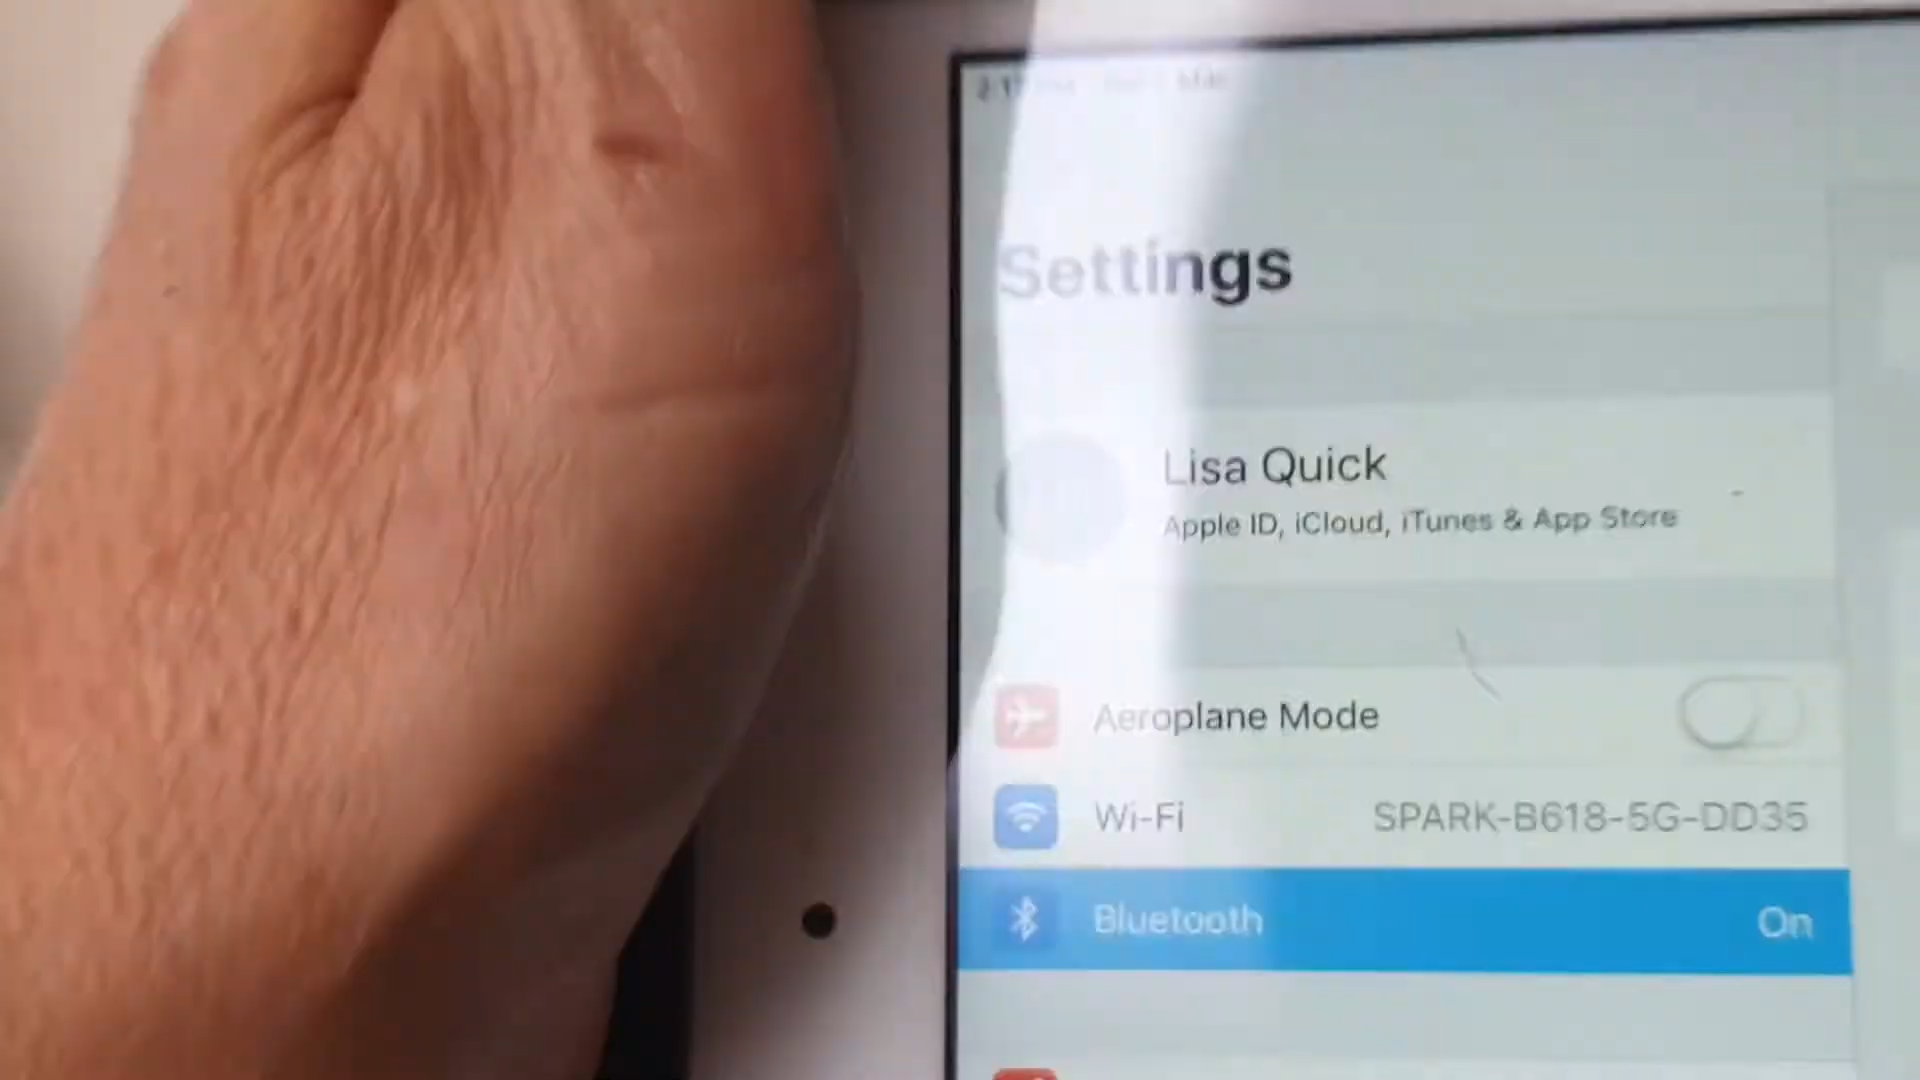 Settings
Lisa Quick
Apple ID, iCloud, iTunes & App Store
Aeroplane Mode
Wi-Fi SPARK-B618-5G-DD35
Bluetooth On